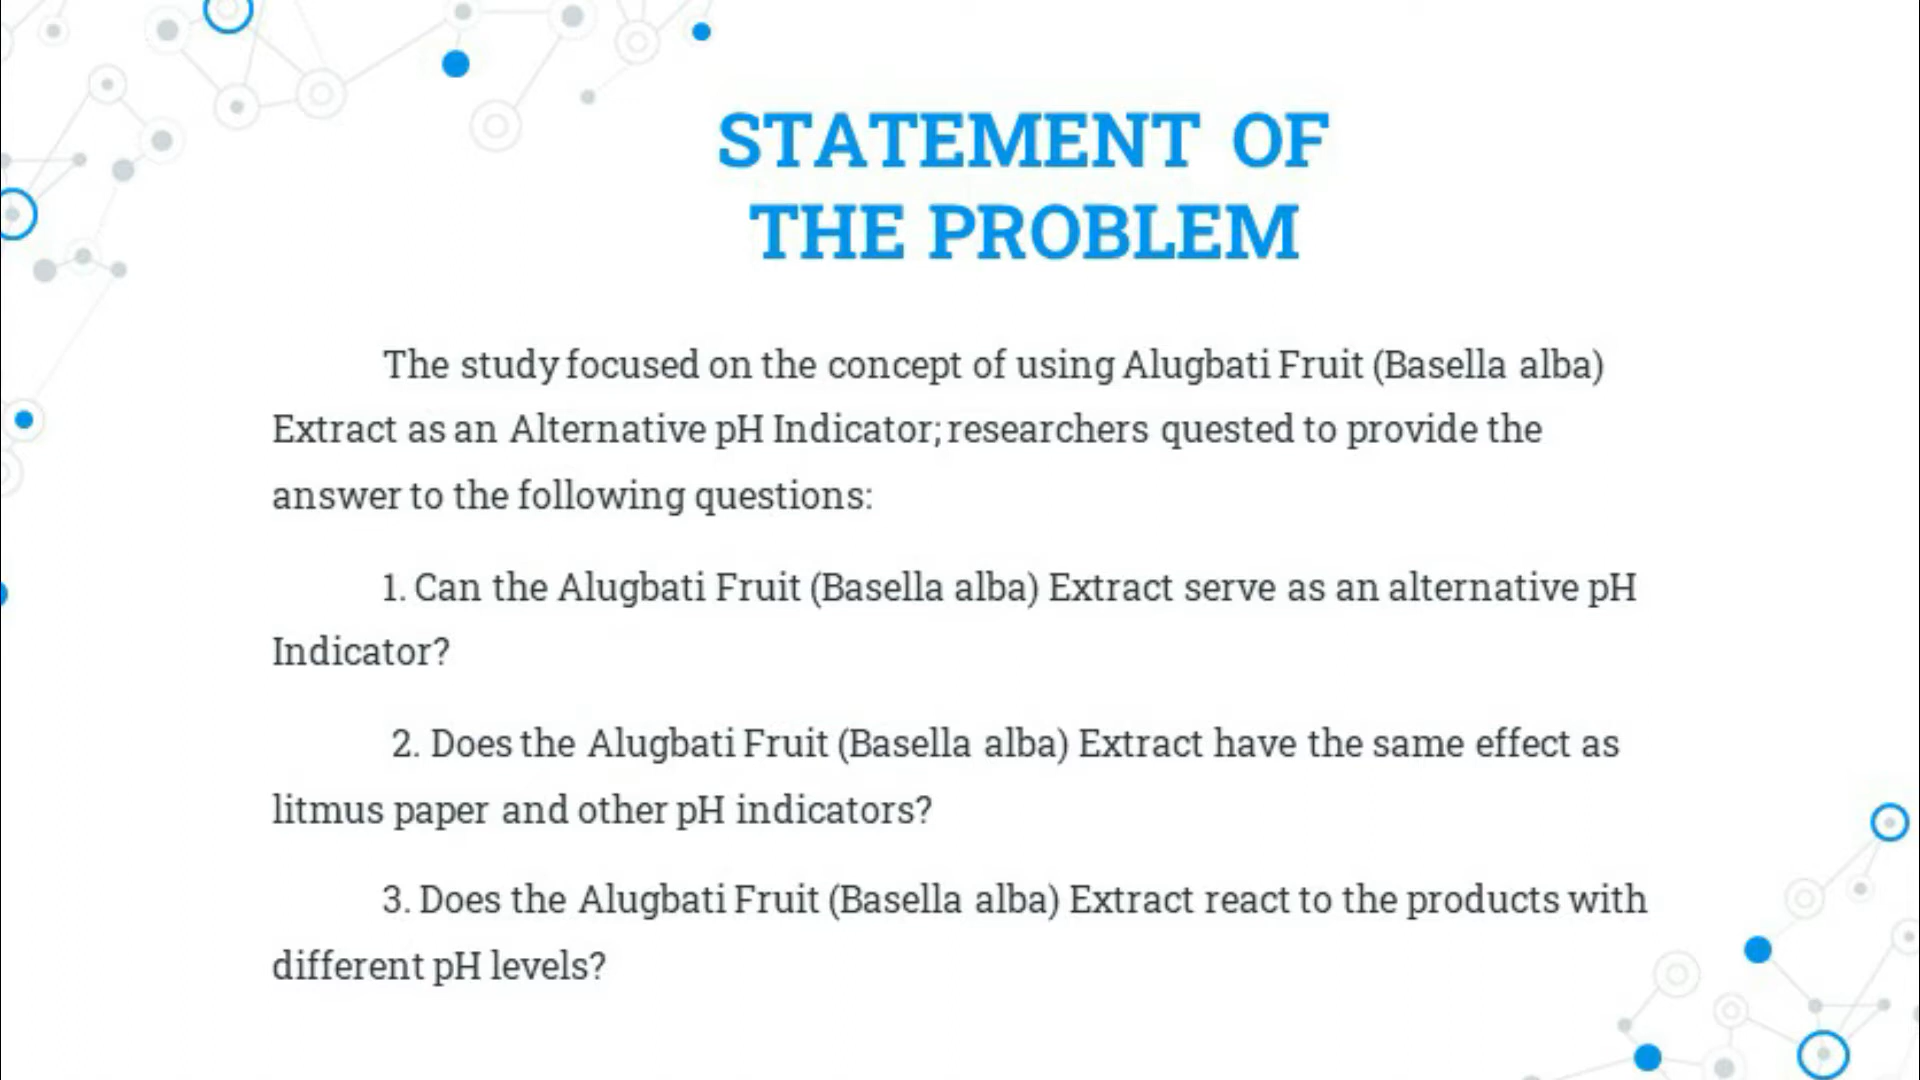 STATEMENT OF
THE PROBLEM
The study focused on the concept of using Alugbati Fruit (Basella alba)
Extract as an Alternative pH Indicator; researchers quested to provide the
answer to the following questions:
1. Can the Alugbati Fruit (Basella alba) Extract serve as an alternative pH
Indicator?
2. Does the Alugbati Fruit (Basella alba) Extract have the same effect as
litmus paper and other pH indicators?
3. Does the Alugbati Fruit (Basella alba) Extract react to the products with
different pH levels?